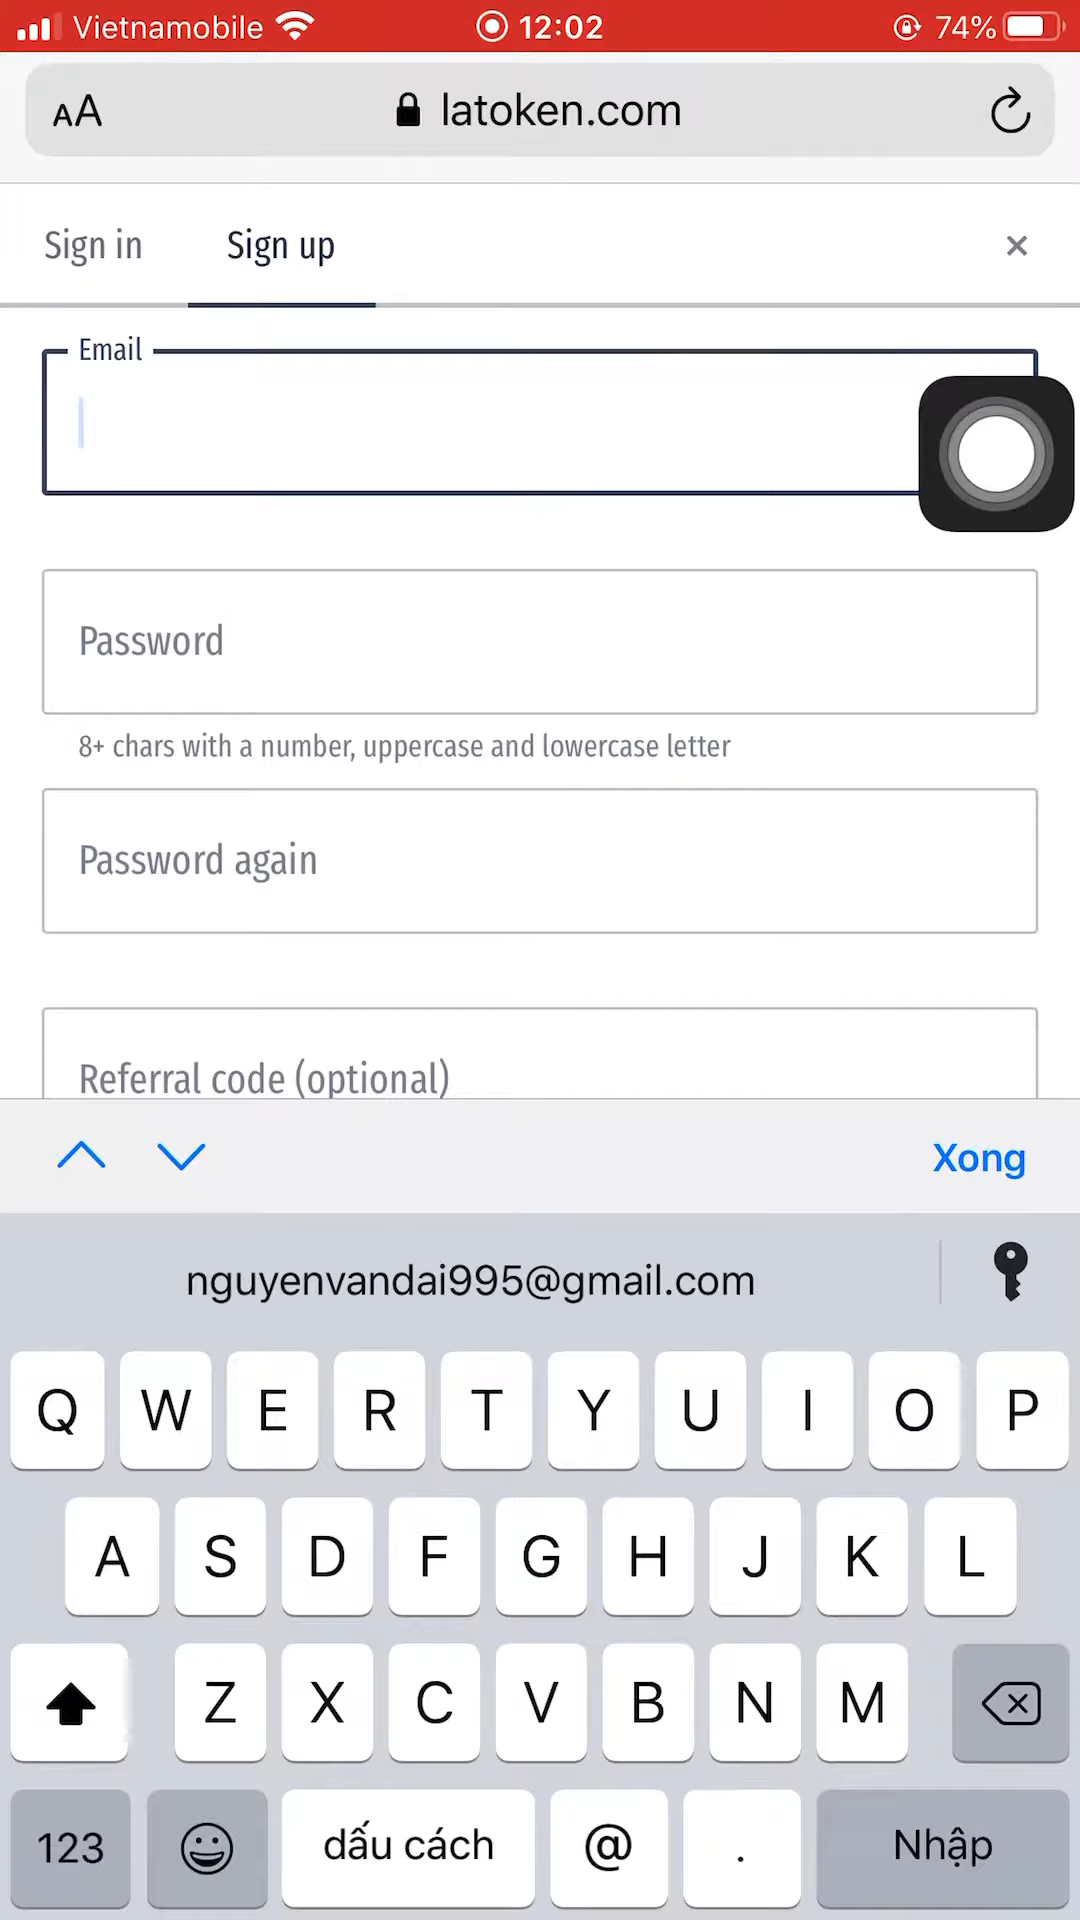 Vietnamobile 12:02 74%
AA latoken.com
Sign in Sign up ×
Email
Password
8+ chars with a number, uppercase and lowercase letter
Password again
Referral code (optional)
Xong
nguyenvandai995@gmail.com
Q W E R T Y U I O P
A S D F G H J K L
Z X C V B N M
123 dấu cách @ . Nhập